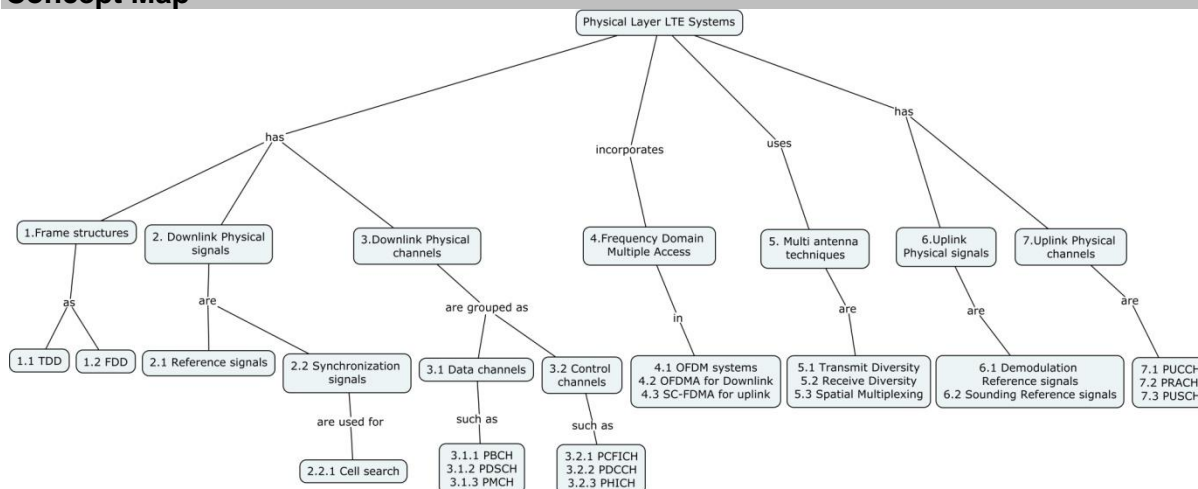 Concept Map
Physical Layer LTE Systems
has
incorporates
uses
has
1.Frame structures
2. Downlink Physical
signals
3.Downlink Physical
channels
4.Frequency Domain
Multiple Access
5. Multi antenna
techniques
6.Uplink
Physical signals
7.Uplink Physical
channels
as
are
are grouped as
in
are
are
are
1.1 TDD
1.2 FDD
2.1 Reference signals
2.2 Synchronization
signals
3.1 Data channels
3.2 Control
channels
4.1 OFDM systems
4.2 OFDMA for Downlink
4.3 SC-FDMA for uplink
5.1 Transmit Diversity
5.2 Receive Diversity
5.3 Spatial Multiplexing
6.1 Demodulation
Reference signals
6.2 Sounding Reference signals
7.1 PUCCH
7.2 PRACH
7.3 PUSCH
are used for
such as
such as
2.2.1 Cell search
3.1.1 PBCH
3.1.2 PDSCH
3.1.3 PMCH
3.2.1 PCFICH
3.2.2 PDCCH
3.2.3 PHICH